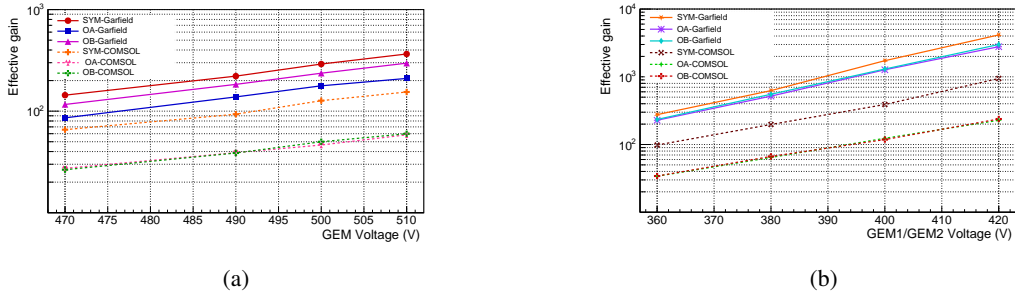 Effective gain
10³
10²
SYM-Garfield
OA-Garfield
OB-Garfield
SYM-COMSOL
OA-COMSOL
OB-COMSOL
470 475 480 485 490 495 500 505 510
GEM Voltage (V)
(a)
Effective gain
10⁴
10³
10²
SYM-Garfield
OA-Garfield
OB-Garfield
SYM-COMSOL
OA-COMSOL
OB-COMSOL
360 370 380 390 400 410 420
GEM1/GEM2 Voltage (V)
(b)